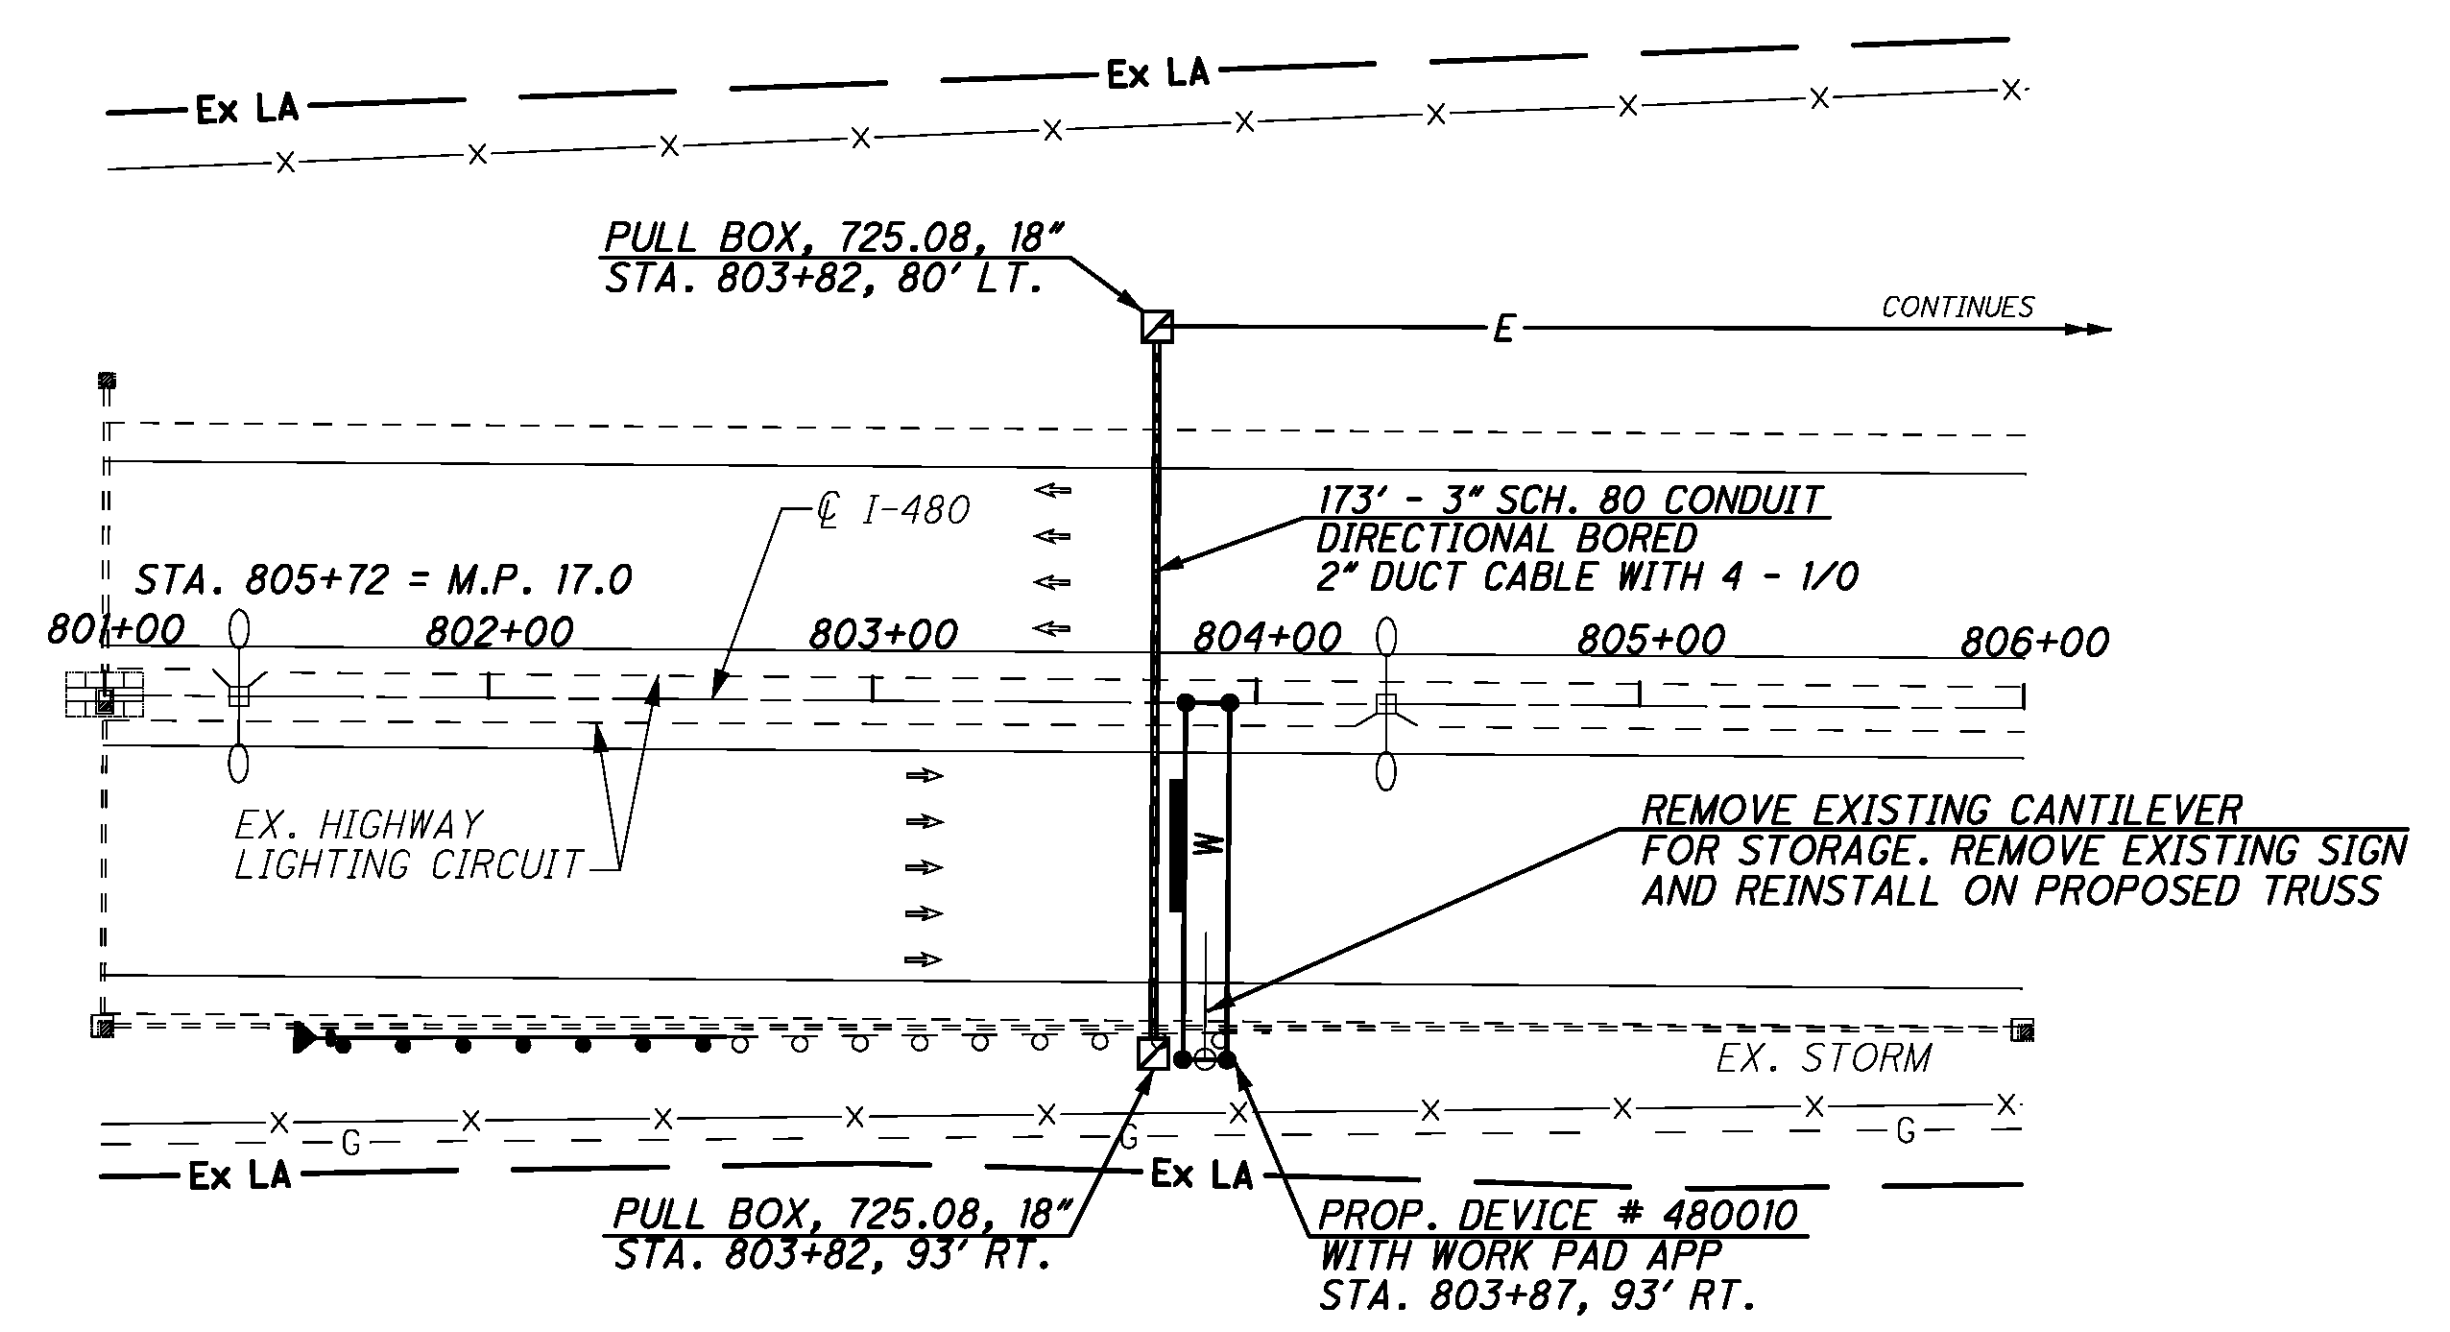 Ex LA
Ex LA
X X X X X X X X X X
PULL BOX, 725.08, 18"
STA. 803+82, 80' LT.
CONTINUES
E
℄ I-480
173' - 3" SCH. 80 CONDUIT
DIRECTIONAL BORED
2" DUCT CABLE WITH 4 - 1/0
STA. 805+72 = M.P. 17.0
801+00 802+00 803+00 804+00 805+00 806+00
EX. HIGHWAY
LIGHTING CIRCUIT
W
REMOVE EXISTING CANTILEVER
FOR STORAGE. REMOVE EXISTING SIGN
AND REINSTALL ON PROPOSED TRUSS
EX. STORM
X X X X X X X X X X
G G G
Ex LA
Ex LA
PULL BOX, 725.08, 18"
STA. 803+82, 93' RT.
PROP. DEVICE # 480010
WITH WORK PAD APP
STA. 803+87, 93' RT.